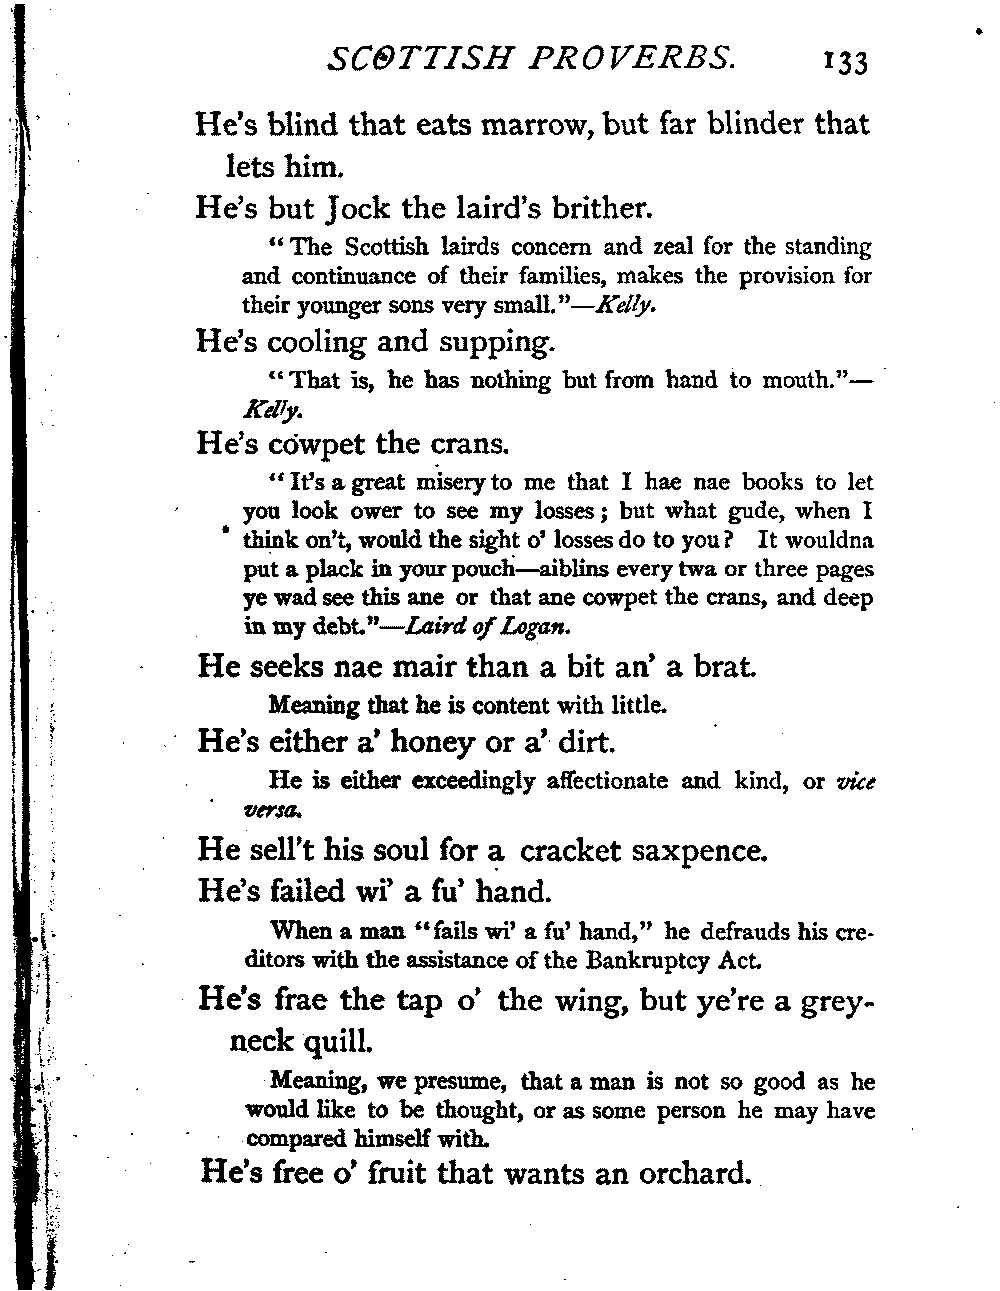 SCOTTISH PROVERBS. 133
He's blind that eats marrow, but far blinder that
lets him.
He's but Jock the laird's brither.
“The Scottish lairds concern and zeal for the standing
and continuance of their families, makes the provision for
their younger sons very small.”—Kelly.
He's cooling and supping.
“That is, he has nothing but from hand to mouth.”—
Kelly.
He's cowpet the crans.
“It's a great misery to me that I hae nae books to let
you look ower to see my losses; but what gude, when I
think on't, would the sight o' losses do to you? It wouldna
put a plack in your pouch—aiblins every twa or three pages
ye wad see this ane or that ane cowpet the crans, and deep
in my debt.”—Laird of Logan.
He seeks nae mair than a bit an' a brat.
Meaning that he is content with little.
He's either a' honey or a' dirt.
He is either exceedingly affectionate and kind, or vice
versa.
He sell't his soul for a cracket saxpence.
He's failed wi' a fu' hand.
When a man “fails wi' a fu' hand,” he defrauds his cre-
ditors with the assistance of the Bankruptcy Act.
He's frae the tap o' the wing, but ye're a grey-
neck quill.
Meaning, we presume, that a man is not so good as he
would like to be thought, or as some person he may have
compared himself with.
He's free o' fruit that wants an orchard.